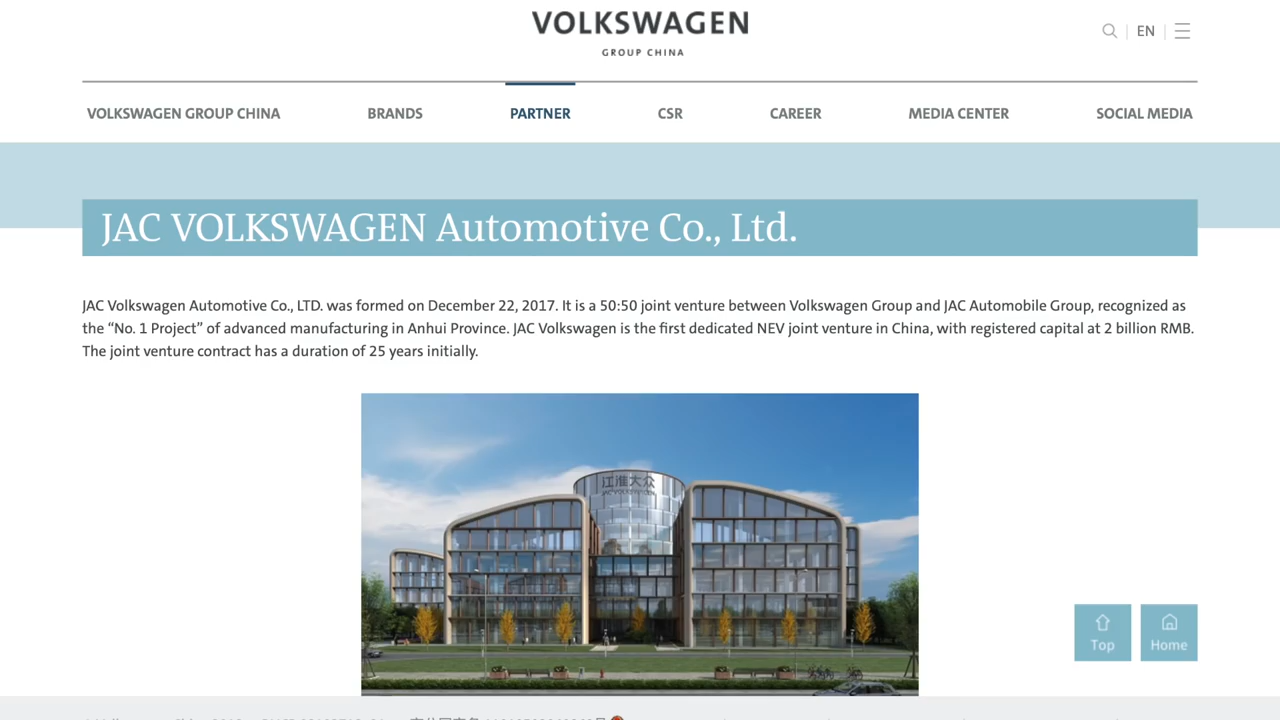 VOLKSWAGEN
GROUP CHINA
EN
VOLKSWAGEN GROUP CHINA
BRANDS
PARTNER
CSR
CAREER
MEDIA CENTER
SOCIAL MEDIA
JAC VOLKSWAGEN Automotive Co., Ltd.
JAC Volkswagen Automotive Co., LTD. was formed on December 22, 2017. It is a 50:50 joint venture between Volkswagen Group and JAC Automobile Group, recognized as
the “No. 1 Project” of advanced manufacturing in Anhui Province. JAC Volkswagen is the first dedicated NEV joint venture in China, with registered capital at 2 billion RMB.
The joint venture contract has a duration of 25 years initially.
江淮大众
JAC VOLKSWAGEN
Top
Home